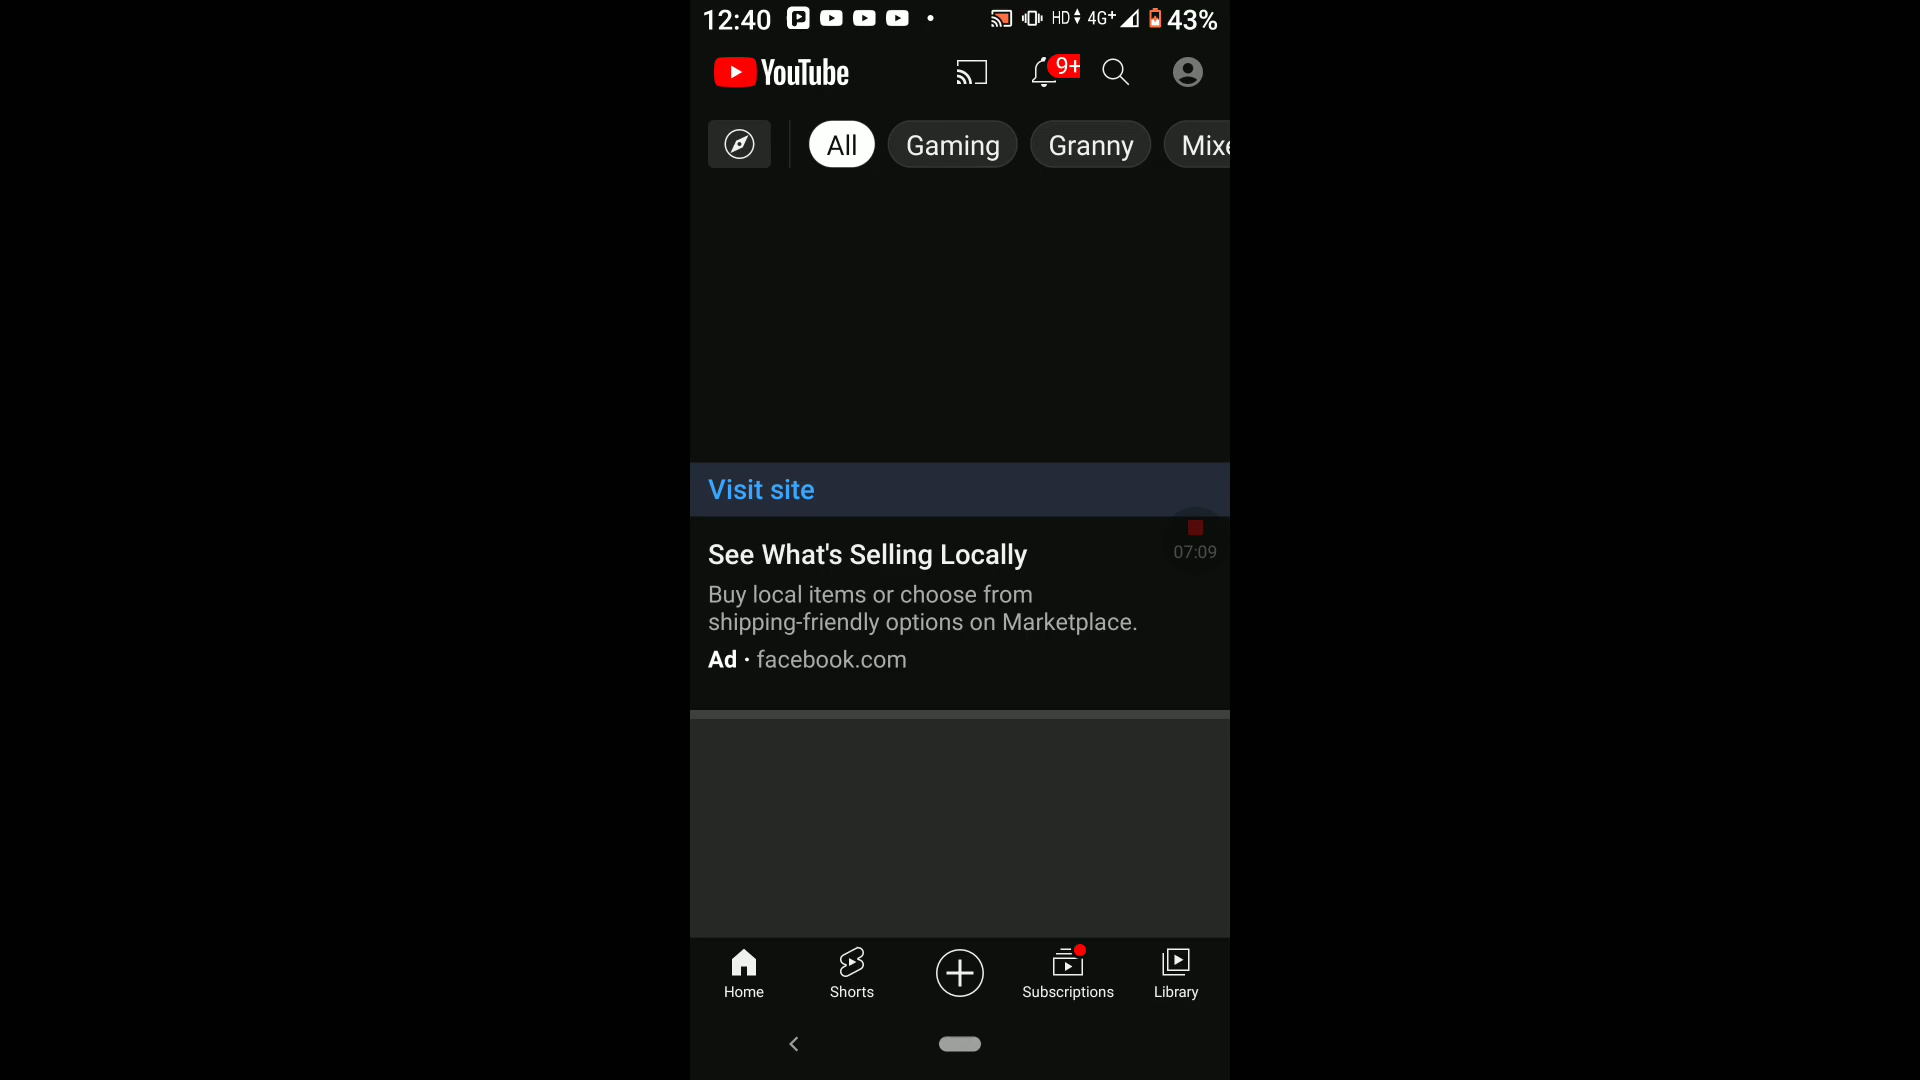 12:40 HD 4G+ 43%
YouTube 9+
All Gaming Granny Mixe
Visit site
07:09
See What's Selling Locally
Buy local items or choose from
shipping-friendly options on Marketplace.
Ad · facebook.com
Home Shorts Subscriptions Library